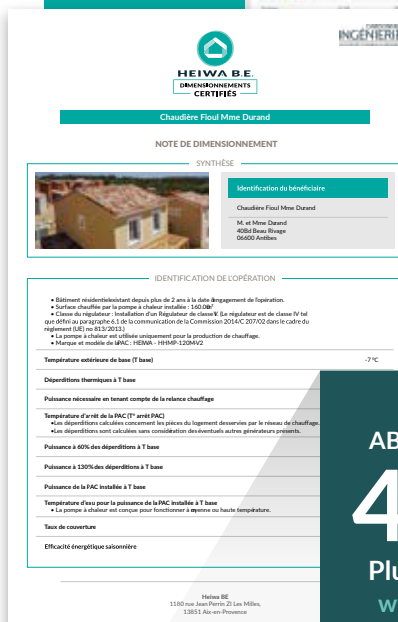 INGÉNIERIE
HEIWA B.E.
DIMENSIONNEMENTS
CERTIFIÉS
Chaudière Fioul Mme Durand
NOTE DE DIMENSIONNEMENT
SYNTHÈSE
Identification du bénéficiaire
Chaudière Fioul Mme Durand
M. et Mme Durand
40Bd Beau Rivage
06600 Antibes
IDENTIFICATION DE L'OPÉRATION
• Bâtiment résidentiel existant depuis plus de 2 ans à la date d'engagement de l'opération.
• Surface chauffée par la pompe à chaleur installée : 160.00m²
• Classe du régulateur : Installation d'un Régulateur de classe V. (Le régulateur est de classe IV tel
que défini au paragraphe 6.1 de la communication de la Commission 2014/C 207/02 dans le cadre du
règlement (UE) no 813/2013.)
• La pompe à chaleur est utilisée uniquement pour la production de chauffage.
• Marque et modèle de la PAC : HEIWA - HHMP-120MV2
Température extérieure de base (T base) -7 °C
Déperditions thermiques à T base
Puissance nécessaire en tentant compte de la relance chauffage
Température d'arrêt de la PAC (T° arrêt PAC)
•Les déperditions calculées concernent les pièces du logement desservies par le réseau de chauffage.
•Les déperditions sont calculées sans considération des éventuels autres générateurs présents.
Puissance à 60% des déperditions à T base
Puissance à 130% des déperditions à T base
Puissance de la PAC installée à T base
Température d'eau pour la puissance de la PAC installée à T base
• La pompe à chaleur est conçue pour fonctionner à moyenne ou haute température.
Taux de couverture
Efficacité énergétique saisonnière
AB
4
Plu
w
Heiwa BE
1180 rue Jean Perrin ZI Les Milles,
13851 Aix-en-Provence